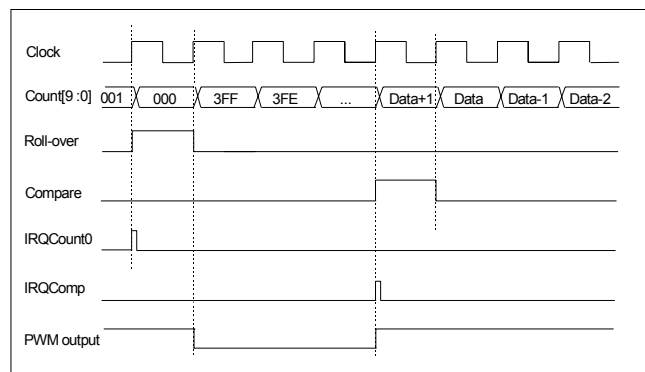 Clock
Count[9 :0] 001 000 3FF 3FE ... Data+1 Data Data-1 Data-2
Roll-over
Compare
IRQCount0
IRQComp
PWM output